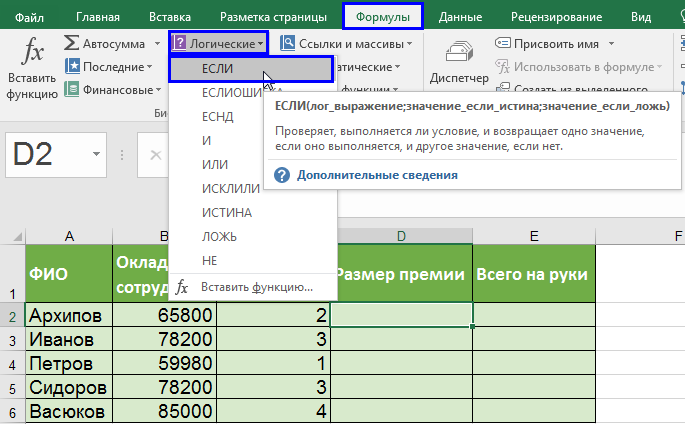 Файл Главная Вставка Разметка страницы Формулы Данные Рецензирование Вид
fx Вставить функцию
Автосумма
Последние
Финансовые
Логические
Ссылки и массивы
Диспетчер
Присвоить имя
Использовать в формуле
Создать из выделенного
ЕСЛИ
ЕСЛИОШИ
ЕСНД
И
ИЛИ
ИСКЛИЛИ
ИСТИНА
ЛОЖЬ
НЕ
fx Вставить функцию...
ЕСЛИ(лог_выражение;значение_если_истина;значение_если_ложь)
Проверяет, выполняется ли условие, и возвращает одно значение,
если оно выполняется, и другое значение, если нет.
? Дополнительные сведения
D2
A B D E F
1 ФИО Оклад сотруд Размер премии Всего на руки
2 Архипов 65800 2
3 Иванов 78200 3
4 Петров 59980 1
5 Сидоров 78200 3
6 Васюков 85000 4